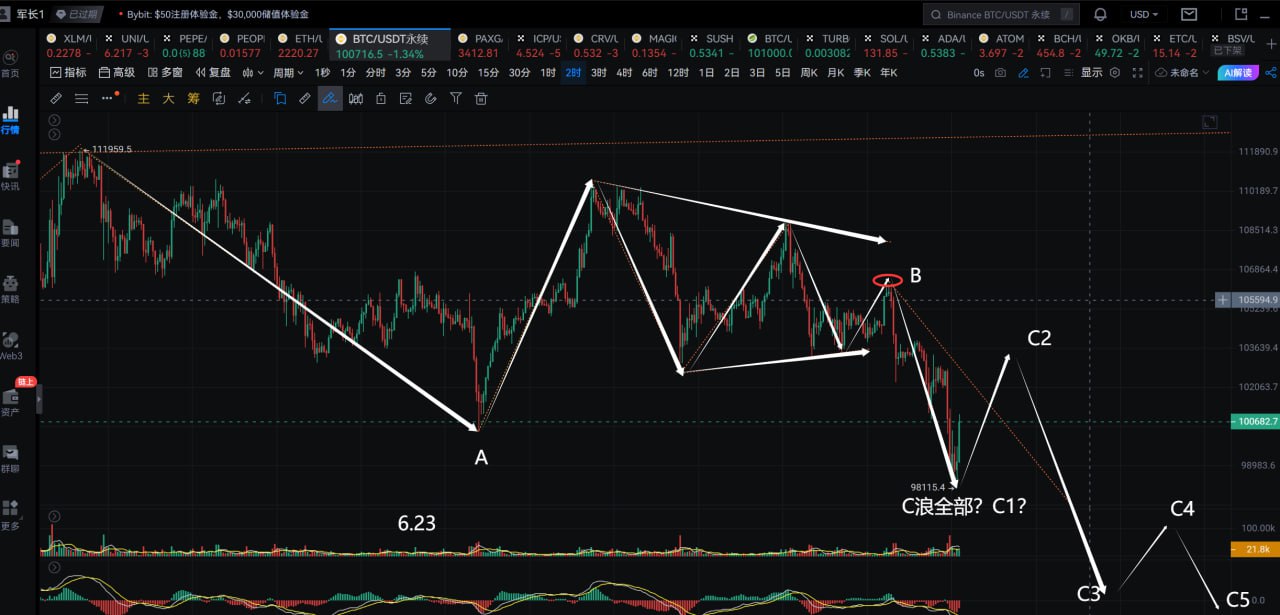 军长1 已过期 • Bybit: $50注册体验金，$30,000储值体验金 Binance BTC/USDT 永续 / USD
XLM/ UNI/U PEPE/ PEOP ETH/U BTC/USDT永续 PAXG ICP/U CRV/U MAGI SUSH BTC/U TURB SOL/U ADA/U ATOM BCH/U OKB/U ETC/U BSV/U
0.2278 - 6.217 -3 0.0{5}88 0.01577 2220.27 100716.5 -1.34% 3412.81 4.524 -5 0.532 -3 0.1354 - 0.5341 - 101000. 0.003082 131.85 - 0.5383 - 3.697 -2 454.8 -2 49.72 -2 15.14 -2 已下架
指标 高级 多窗 复盘 周期 1秒 1分 分时 3分 5分 10分 15分 30分 1时 2时 3时 4时 6时 12时 1日 2日 3日 5日 周K 月K 季K 年K 0s 显示 未命名 AI解读
主 大 筹
首页
行情
快讯
要闻
策略
Web3
链上
资产
群聊
更多
111959.5
111890.9
110189.7
108514.3
106864.4
105594.9
105239.6
103639.4
102063.7
100682.7
98983.6
100.00k
21.8k
0.0
B
C2
A
98115.4
C浪全部？C1？
6.23
C4
C3
C5